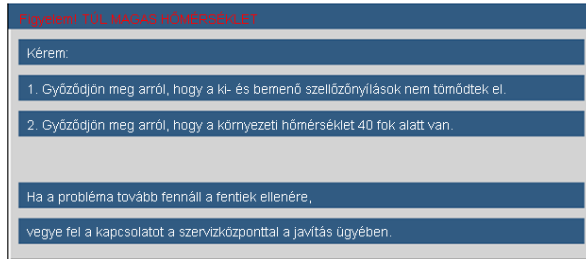 Figyelem: TÚL MAGAS HŐMÉRSÉKLET
Kérem:
1. Győződjön meg arról, hogy a ki- és bemenő szellőzőnyílások nem tömődtek el.
2. Győződjön meg arról, hogy a környezeti hőmérséklet 40 fok alatt van.
Ha a probléma tovább fennáll a fentiek ellenére,
vegye fel a kapcsolatot a szervizközponttal a javítás ügyében.